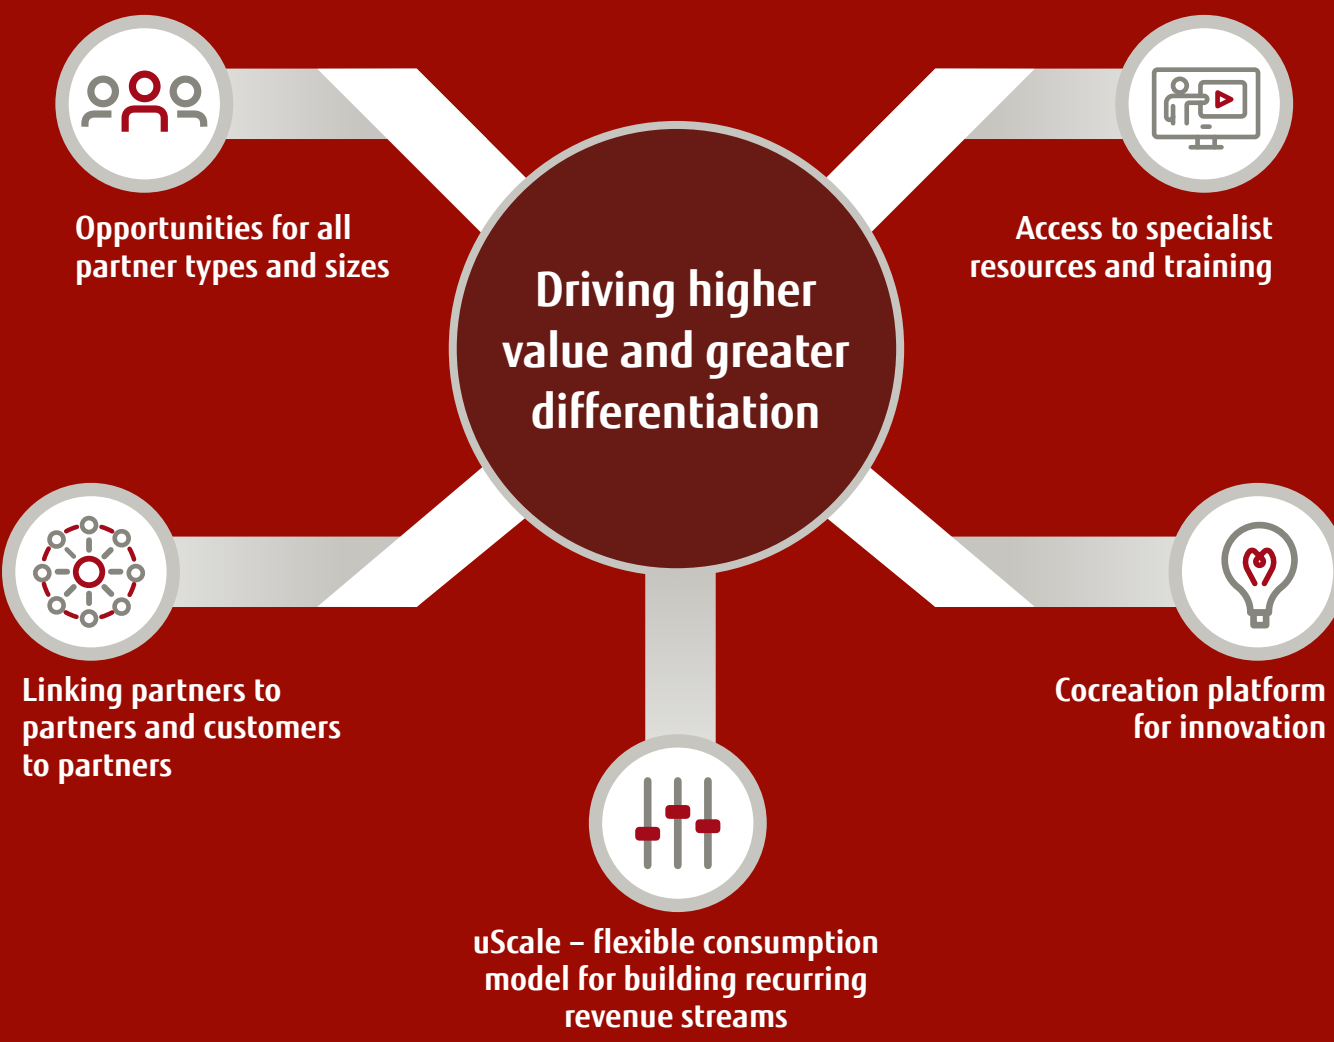 Opportunities for all
partner types and sizes
Access to specialist
resources and training
Driving higher
value and greater
differentiation
Linking partners to
partners and customers
to partners
Cocreation platform
for innovation
uScale – flexible consumption
model for building recurring
revenue streams